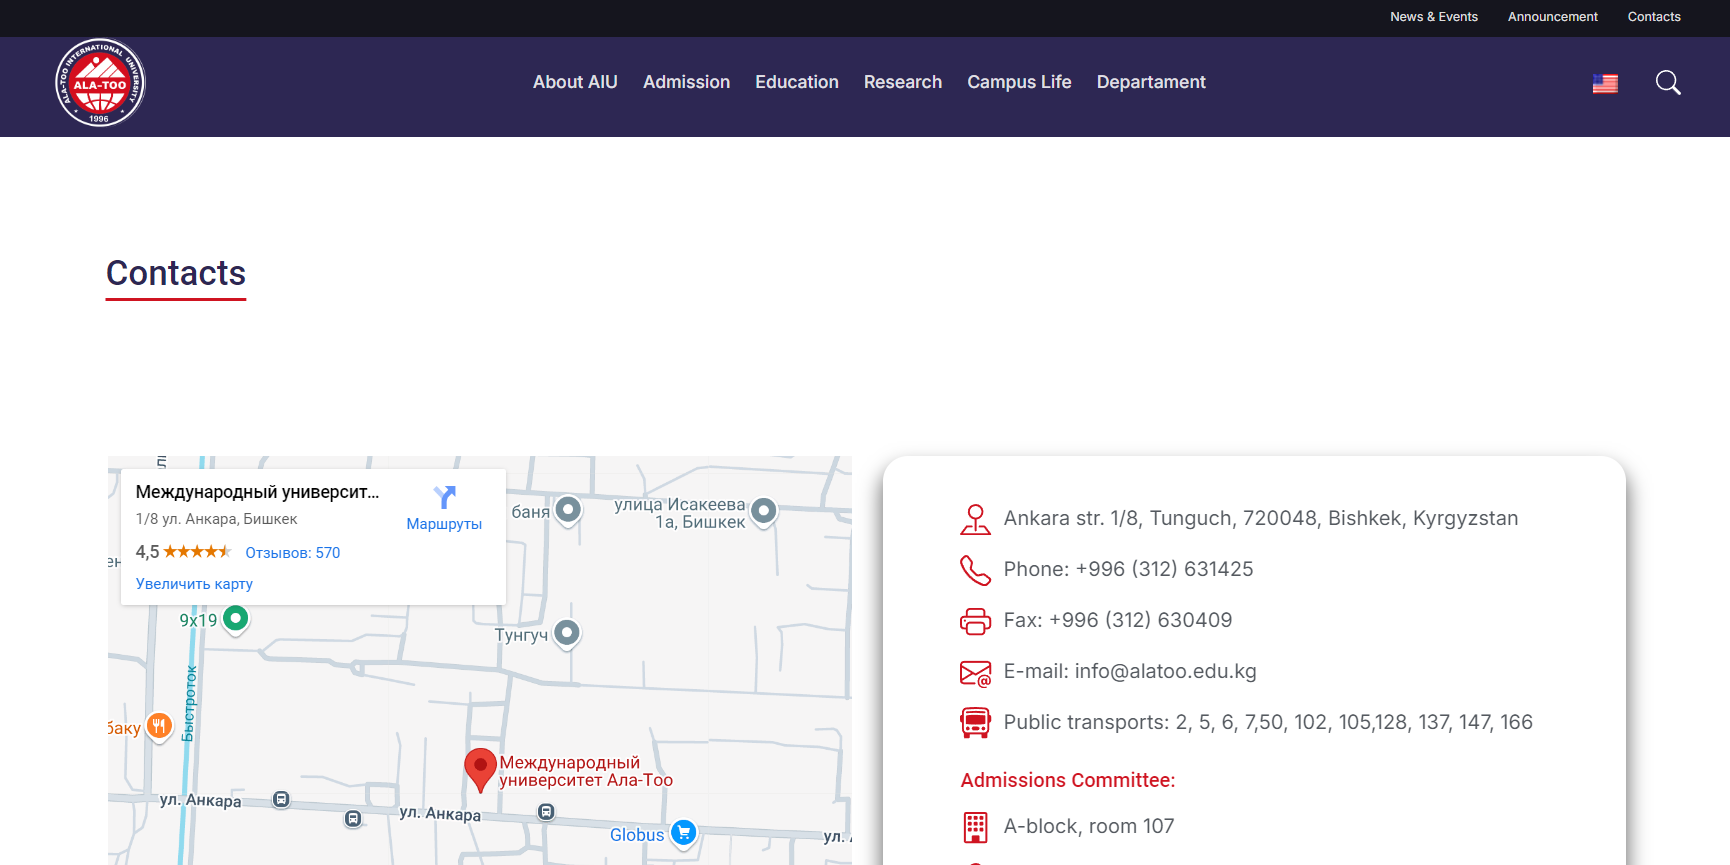 News & Events
Announcement
Contacts
ALA-TOO INTERNATIONAL UNIVERSITY
ALA-TOO
1996
About AIU
Admission
Education
Research
Campus Life
Departament
Contacts
Международный университ...
1/8 ул. Анкара, Бишкек
Маршруты
4,5
Отзывов: 570
Увеличить карту
баня
улица Исакеева
1а, Бишкек
9x19
Тунгуч
Быстроток
баку
Международный
университет Ала-Тоо
ул. Анкара
ул. Анкара
Globus
ул.
Ankara str. 1/8, Tunguch, 720048, Bishkek, Kyrgyzstan
Phone: +996 (312) 631425
Fax: +996 (312) 630409
E-mail: info@alatoo.edu.kg
Public transports: 2, 5, 6, 7,50, 102, 105,128, 137, 147, 166
Admissions Committee:
A-block, room 107